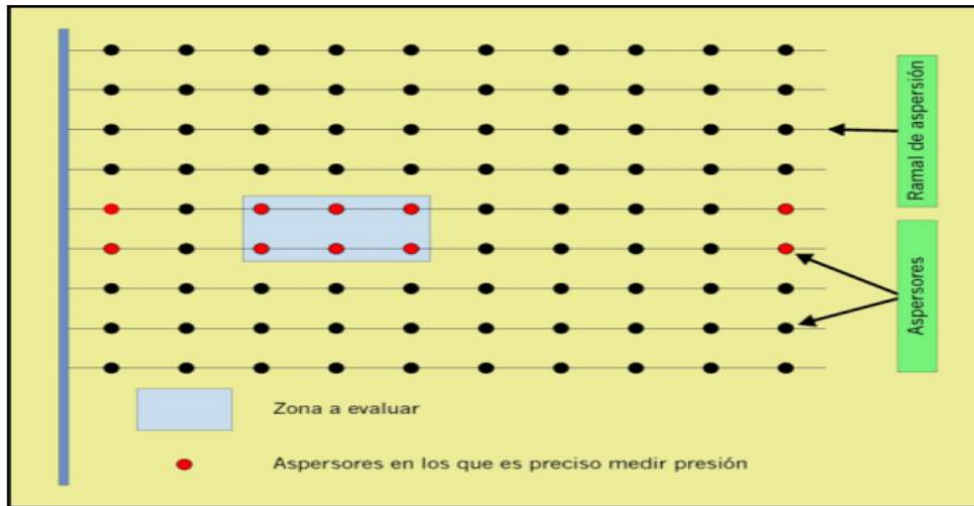 Ramal de aspersión
Aspersores
Zona a evaluar
Aspersores en los que es preciso medir presión